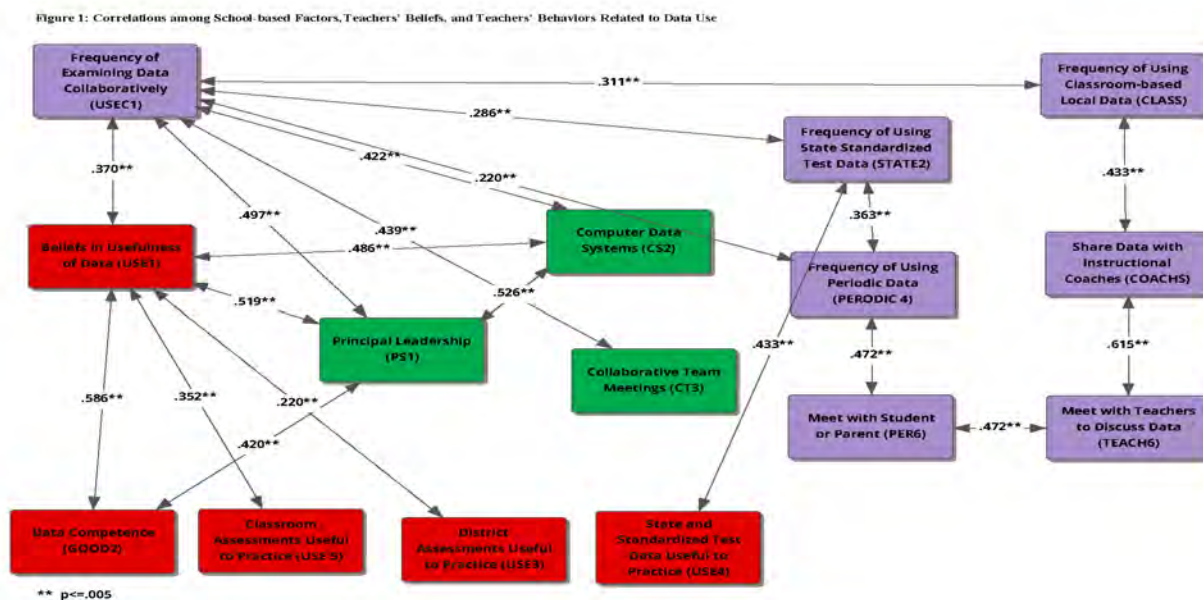 Figure 1: Correlations among School-based Factors, Teachers' Beliefs, and Teachers' Behaviors Related to Data Use
Frequency of
Examining Data
Collaboratively
(USEC1)
.311**
Frequency of Using
Classroom-based
Local Data (CLASS)
.286**
Frequency of Using
State Standardized
Test Data (STATE2)
.422**
.220**
.370**
.433**
.497**
.439**
.363**
Beliefs in Usefulness
of Data (USE1)
.486**
Computer Data
Systems (CS2)
Share Data with
Instructional
Coaches (COACHS)
Frequency of Using
Periodic Data
(PERODIC 4)
.519**
.526**
Principal Leadership
(PS1)
.433**
.472**
.615**
Collaborative Team
Meetings (CT3)
.586**
.352**
.220**
.420**
Meet with Student
or Parent (PER6)
.472**
Meet with Teachers
to Discuss Data
(TEACH6)
Data Competence
(GOOD2)
Classroom
Assessments Useful
to Practice (USE 5)
District
Assessments Useful
to Practice (USE3)
State and
Standardized Test
Data Useful to
Practice (USE4)
** p<=.005